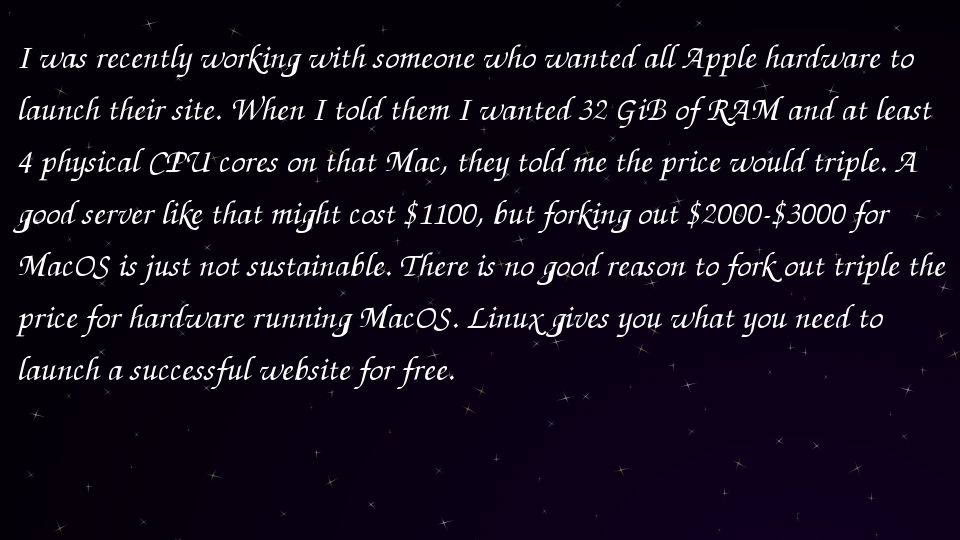 I was recently working with someone who wanted all Apple hardware to
launch their site. When I told them I wanted 32 GiB of RAM and at least
4 physical CPU cores on that Mac, they told me the price would triple. A
good server like that might cost $1100, but forking out $2000-$3000 for
MacOS is just not sustainable. There is no good reason to fork out triple the
price for hardware running MacOS. Linux gives you what you need to
launch a successful website for free.